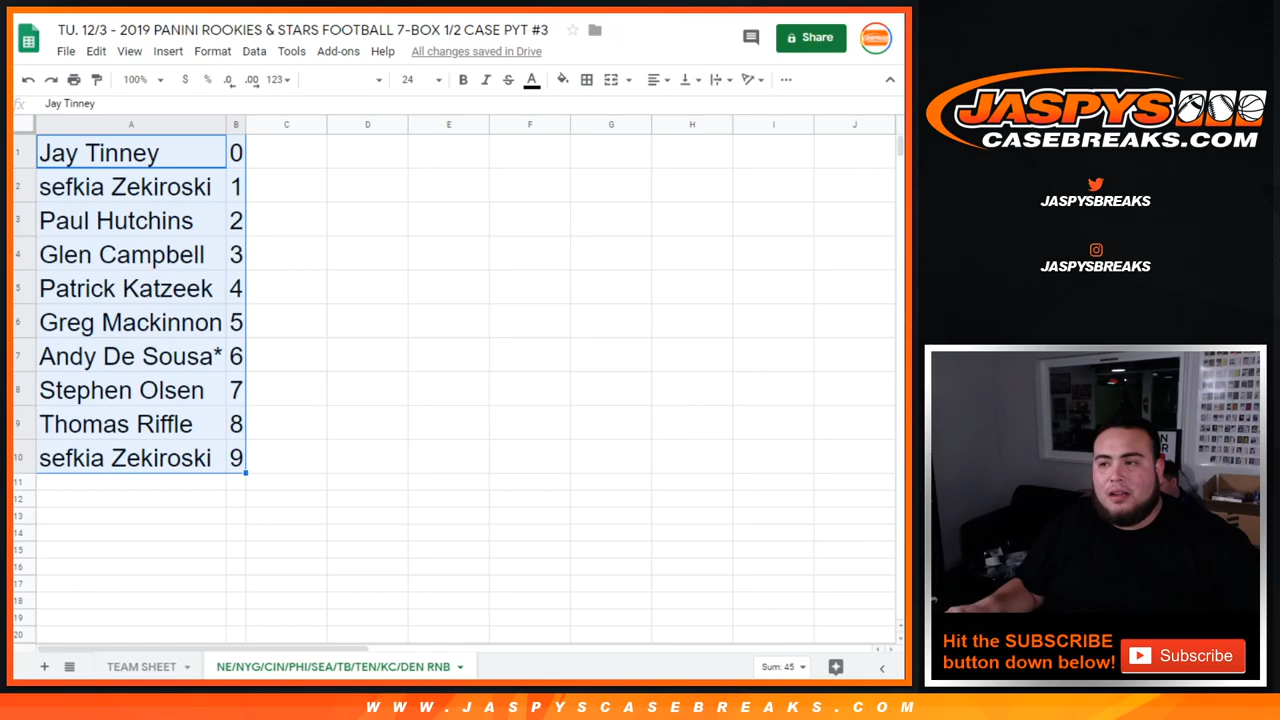 TU. 12/3 - 2019 PANINI ROOKIES & STARS FOOTBALL 7-BOX 1/2 CASE PYT #3
File Edit View Insert Format Data Tools Add-ons Help All changes saved in Drive
Share
100% $ % .0 .00 123 24 B I S A
fx Jay Tinney
A B C D E F G H I J
1 Jay Tinney 0
2 sefkia Zekiroski 1
3 Paul Hutchins 2
4 Glen Campbell 3
5 Patrick Katzeek 4
6 Greg Mackinnon 5
7 Andy De Sousa* 6
8 Stephen Olsen 7
9 Thomas Riffle 8
10 sefkia Zekiroski 9
11
12
13
14
15
16
17
18
19
20
TEAM SHEET NE/NYG/CIN/PHI/SEA/TB/TEN/KC/DEN RNB Sum: 45
JASPYS
CASEBREAKS.COM
JASPYSBREAKS
JASPYSBREAKS
Hit the SUBSCRIBE
button down below!
Subscribe
WWW.JASPYSCASEBREAKS.COM